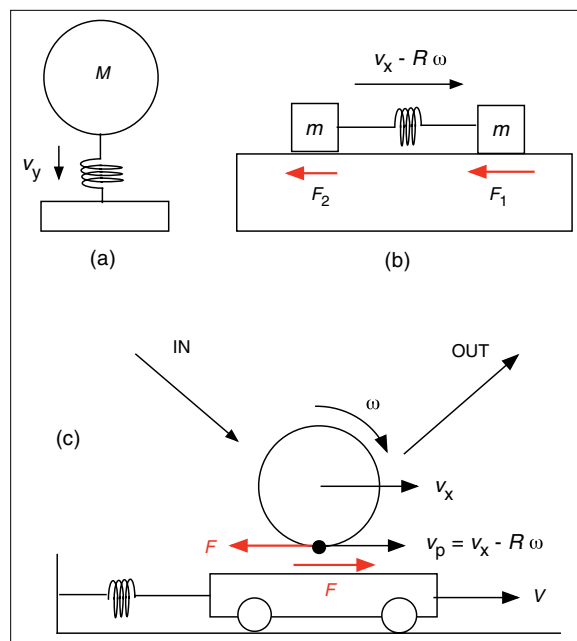 M
v_y
(a)
v_x - R ω
m
m
F_2
F_1
(b)
IN
OUT
(c)
ω
v_x
F
v_p = v_x - R ω
F
V